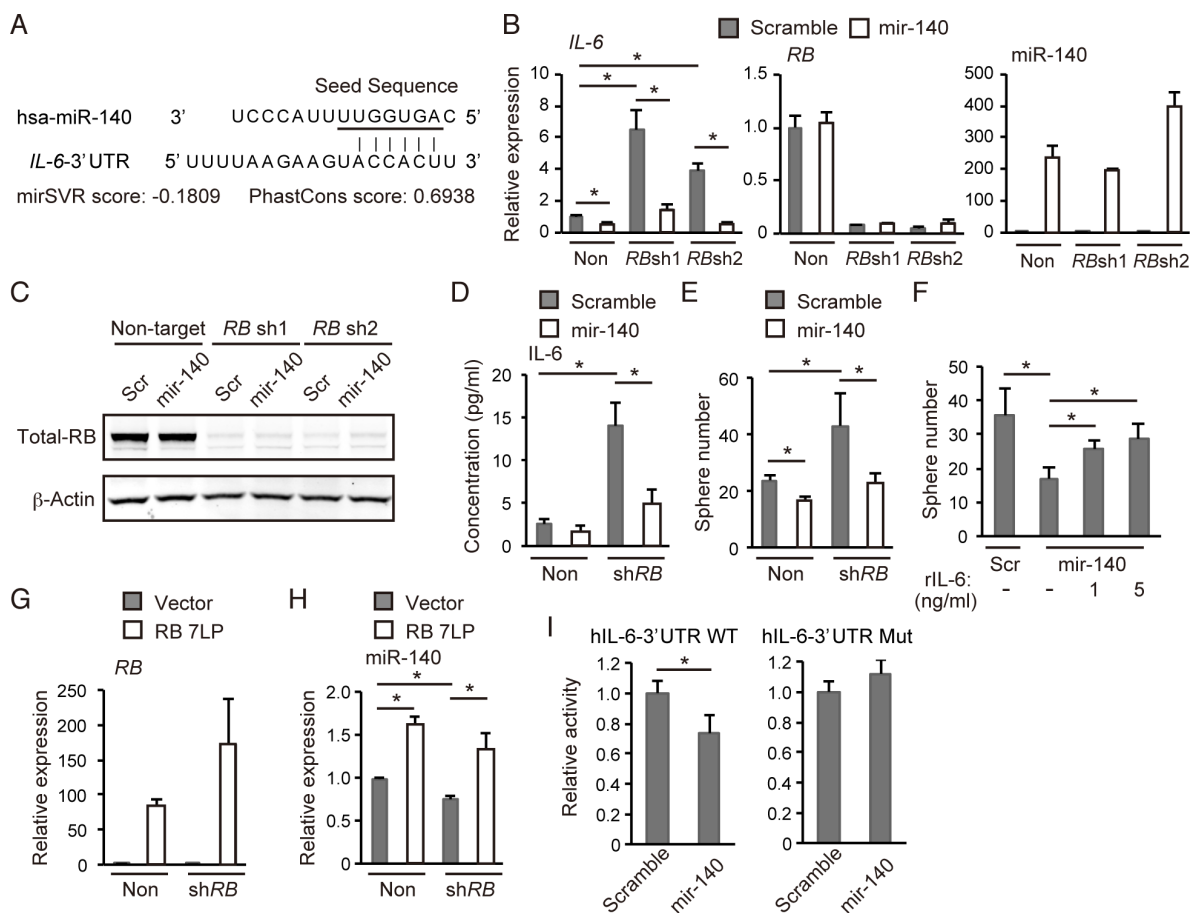 A
Seed Sequence
hsa-miR-140 3' UCCCAUUUUGGUGAC 5'
IL-6-3'UTR 5' UUUUAAGAAGUACCACUU 3'
mirSVR score: -0.1809 PhastCons score: 0.6938
B
Scramble mir-140
IL-6
Relative expression
10
8
6
4
2
0
* * * * *
Non RBsh1 RBsh2
RB
1.5
1.0
0.5
0
Non RBsh1 RBsh2
miR-140
500
400
300
200
100
0
Non RBsh1 RBsh2
C
Non-target RB sh1 RB sh2
Scr mir-140 Scr mir-140 Scr mir-140
Total-RB
β-Actin
D
Scramble
mir-140
IL-6
Concentration (pg/ml)
20
15
10
5
0
* *
Non shRB
E
Scramble
mir-140
Sphere number
60
40
20
0
* * *
Non shRB
F
Sphere number
50
40
30
20
10
0
* * *
Scr mir-140
rIL-6: - - 1 5
(ng/ml)
G
Vector
RB 7LP
RB
Relative expression
250
200
150
100
50
0
Non shRB
H
Vector
RB 7LP
miR-140
Relative expression
2.0
1.5
1.0
0.5
0
* * *
Non shRB
I
hIL-6-3'UTR WT
Relative activity
1.2
1.0
0.8
0.6
0.4
0.2
0
*
Scramble mir-140
hIL-6-3'UTR Mut
1.2
1.0
0.8
0.6
0.4
0.2
0
Scramble mir-140